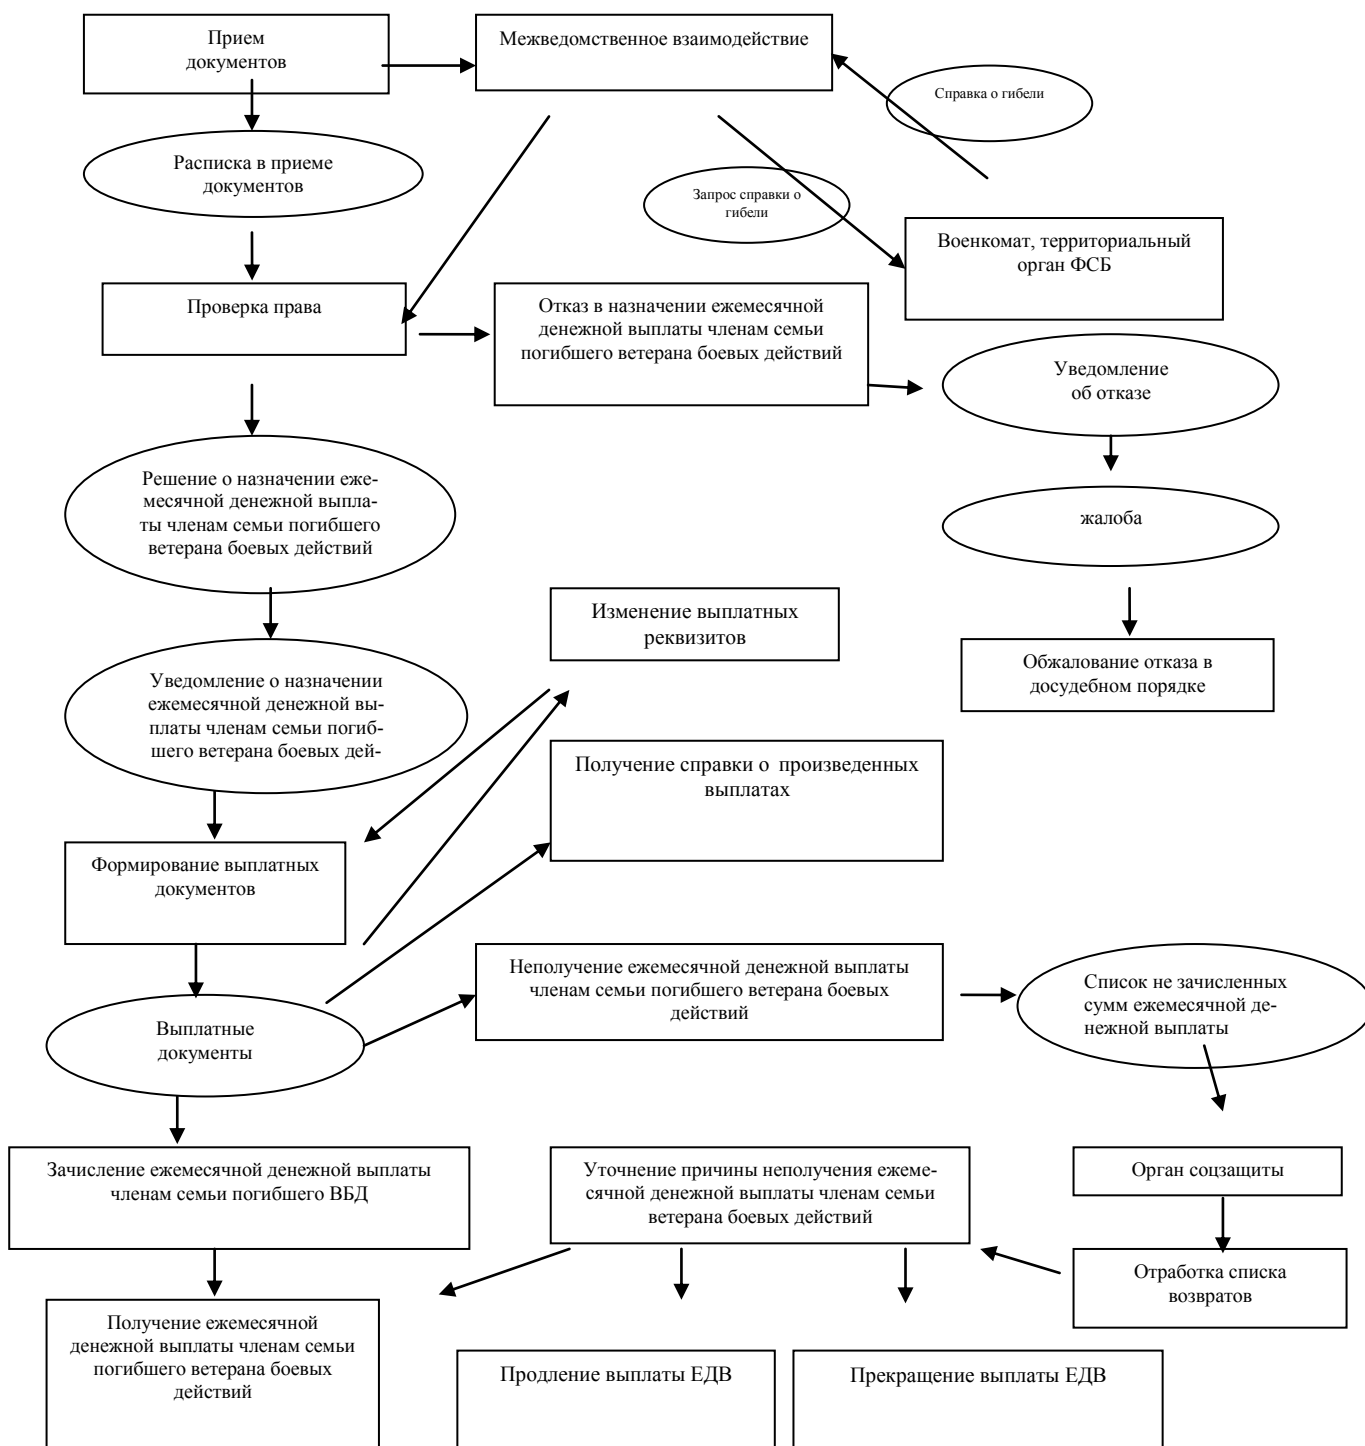 Прием
документов
Межведомственное взаимодействие
Справка о гибели
Расписка в приеме
документов
Запрос справки о
гибели
Военкомат, территориальный
орган ФСБ
Проверка права
Отказ в назначении ежемесячной
денежной выплаты членам семьи
погибшего ветерана боевых действий
Уведомление
об отказе
Решение о назначении еже-
месячной денежной выпла-
ты членам семьи погибшего
ветерана боевых действий
жалоба
Изменение выплатных
реквизитов
Обжалование отказа в
досудебном порядке
Уведомление о назначении
ежемесячной денежной вы-
платы членам семьи погиб-
шего ветерана боевых дей-
Получение справки о  произведенных
выплатах
Формирование выплатных
документов
Неполучение ежемесячной денежной выплаты
членам семьи погибшего ветерана боевых
действий
Список не зачисленных
сумм ежемесячной де-
нежной выплаты
Выплатные
документы
Зачисление ежемесячной денежной выплаты
членам семьи погибшего ВБД
Уточнение причины неполучения ежеме-
сячной денежной выплаты членам семьи
ветерана боевых действий
Орган соцзащиты
Отработка списка
возвратов
Получение ежемесячной
денежной выплаты членам семьи
погибшего ветерана боевых
действий
Продление выплаты ЕДВ
Прекращение выплаты ЕДВ